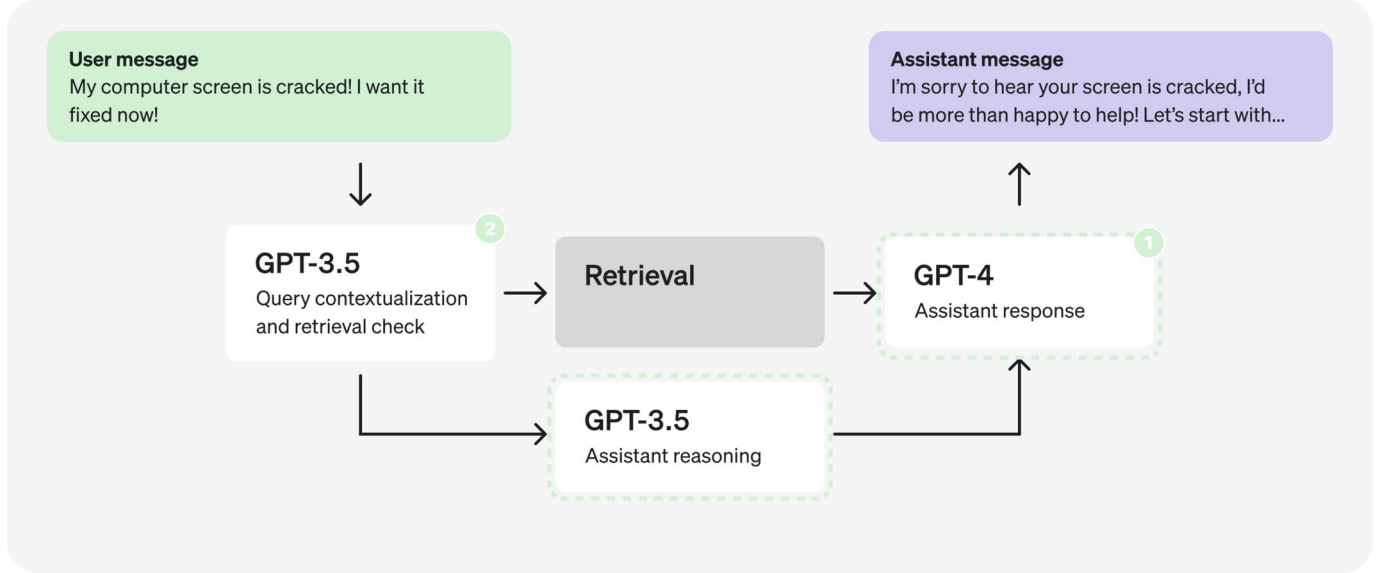 User message
My computer screen is cracked! I want it
fixed now!
Assistant message
I’m sorry to hear your screen is cracked, I’d
be more than happy to help! Let’s start with...
2
GPT-3.5
Query contextualization
and retrieval check
Retrieval
1
GPT-4
Assistant response
GPT-3.5
Assistant reasoning